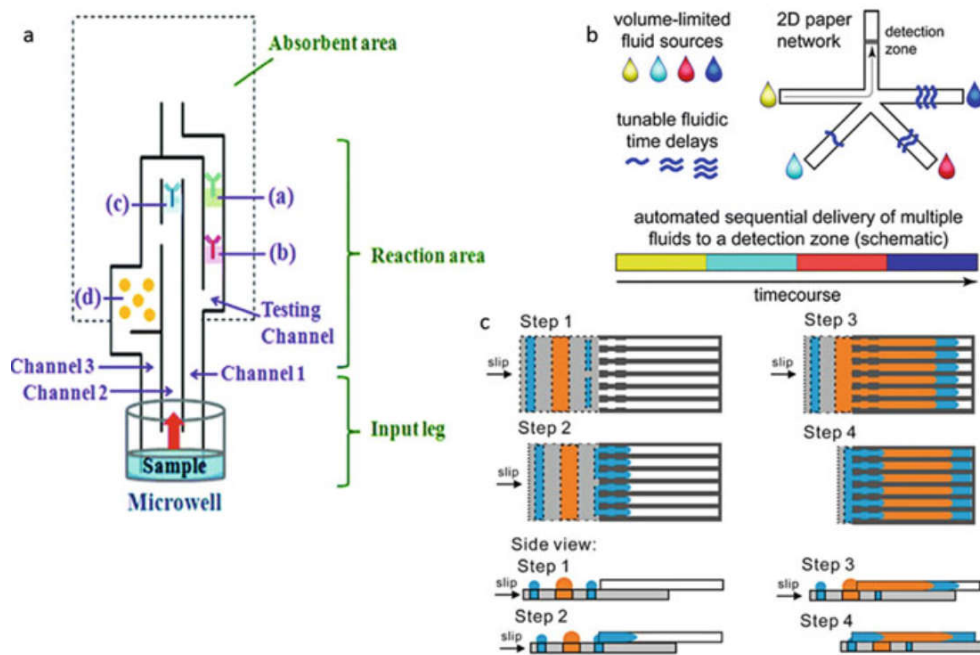 a
Absorbent area
(c)
(a)
(b)
Reaction area
(d)
Testing
Channel
Channel 3
Channel 1
Channel 2
Input leg
Sample
Microwell
b
volume-limited
fluid sources
2D paper
network
detection
zone
tunable fluidic
time delays
automated sequential delivery of multiple
fluids to a detection zone (schematic)
timecourse
c
Step 1
slip
Step 3
slip
Step 2
slip
Step 4
Side view:
Step 1
slip
Step 3
slip
Step 2
slip
Step 4
slip